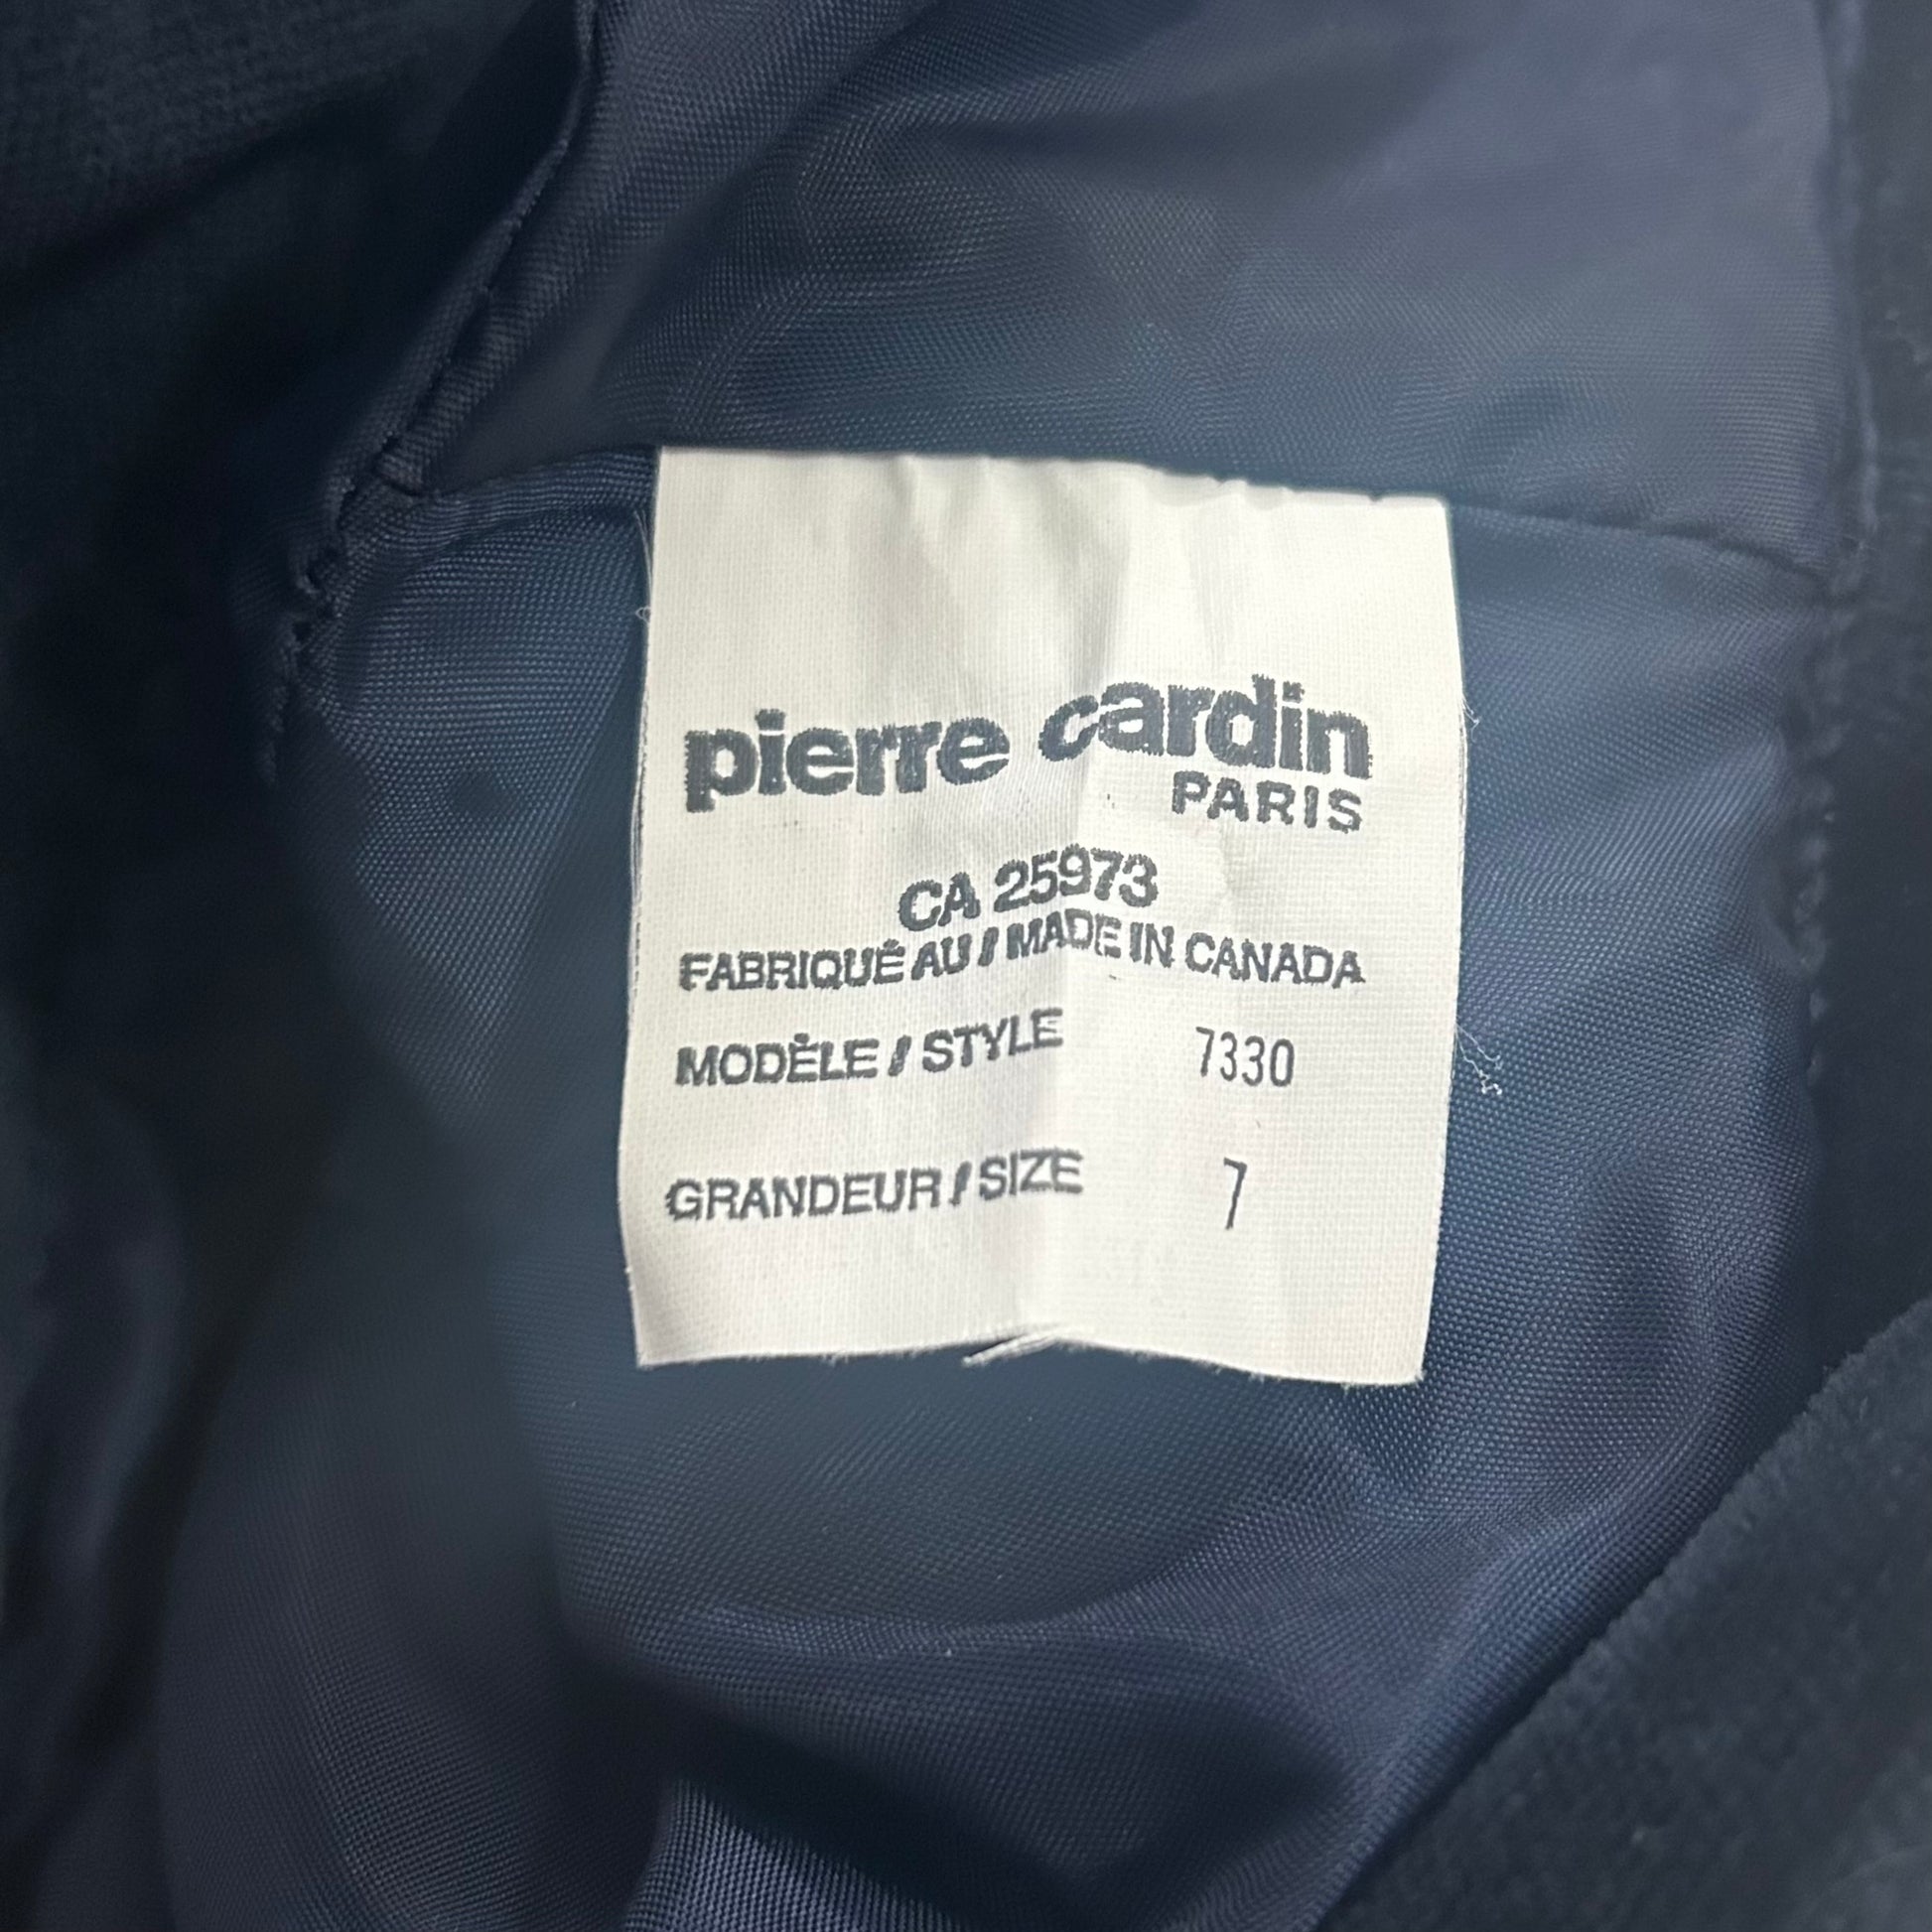 pierre cardin
PARIS
CA 25973
FABRIQUÉ AU / MADE IN CANADA
MODÈLE / STYLE 7330
GRANDEUR / SIZE 7